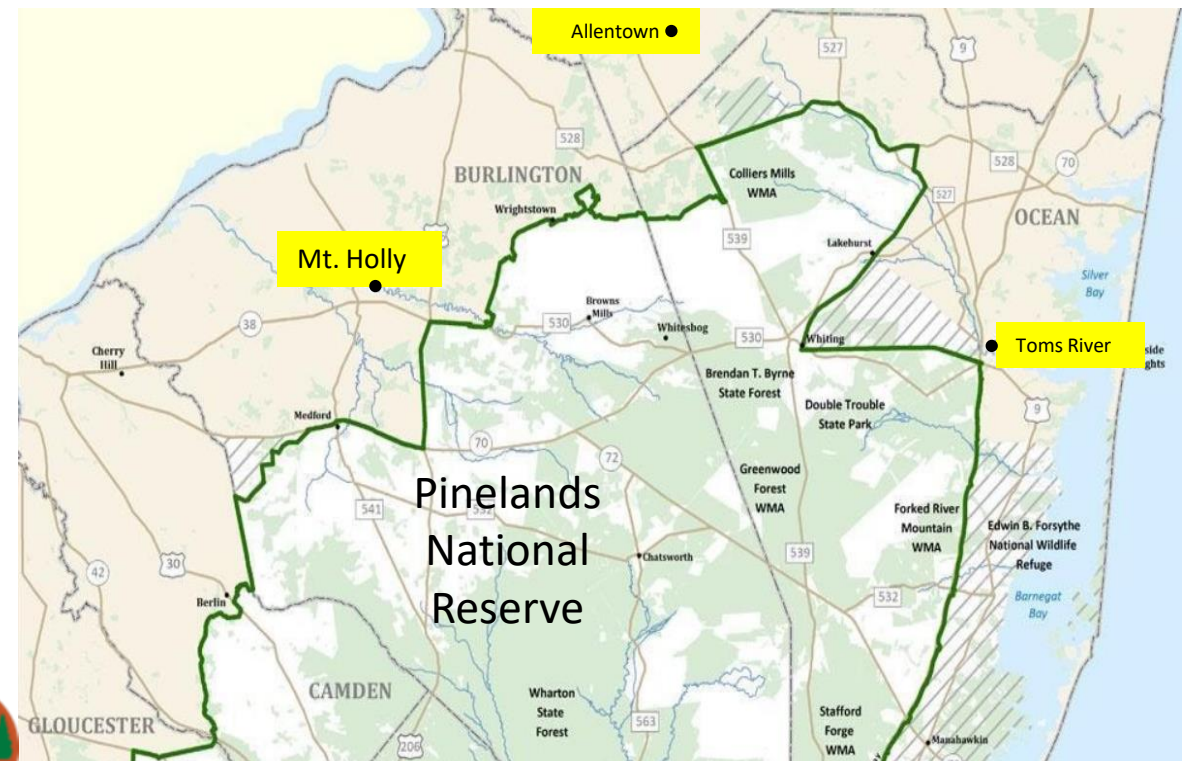 Allentown
527
9
528
BURLINGTON
Colliers Mills
WMA
528
70
Wrightstown
527
OCEAN
539
Lakehurst
Mt. Holly
Silver
Bay
Browns
Mills
38
530
Whitesbog
530
Whiting
Toms River
side
ghts
Cherry
Hill
Brendan T. Byrne
State Forest
Double Trouble
State Park
9
Medford
70
72
Greenwood
Forest
WMA
Pinelands
National
Reserve
541
532
Forked River
Mountain
WMA
Edwin B. Forsythe
National Wildlife
Refuge
Chatsworth
539
30
42
Berlin
532
Barnegat
Bay
CAMDEN
Wharton
State
Forest
GLOUCESTER
563
Stafford
Forge
WMA
206
Manahawkin